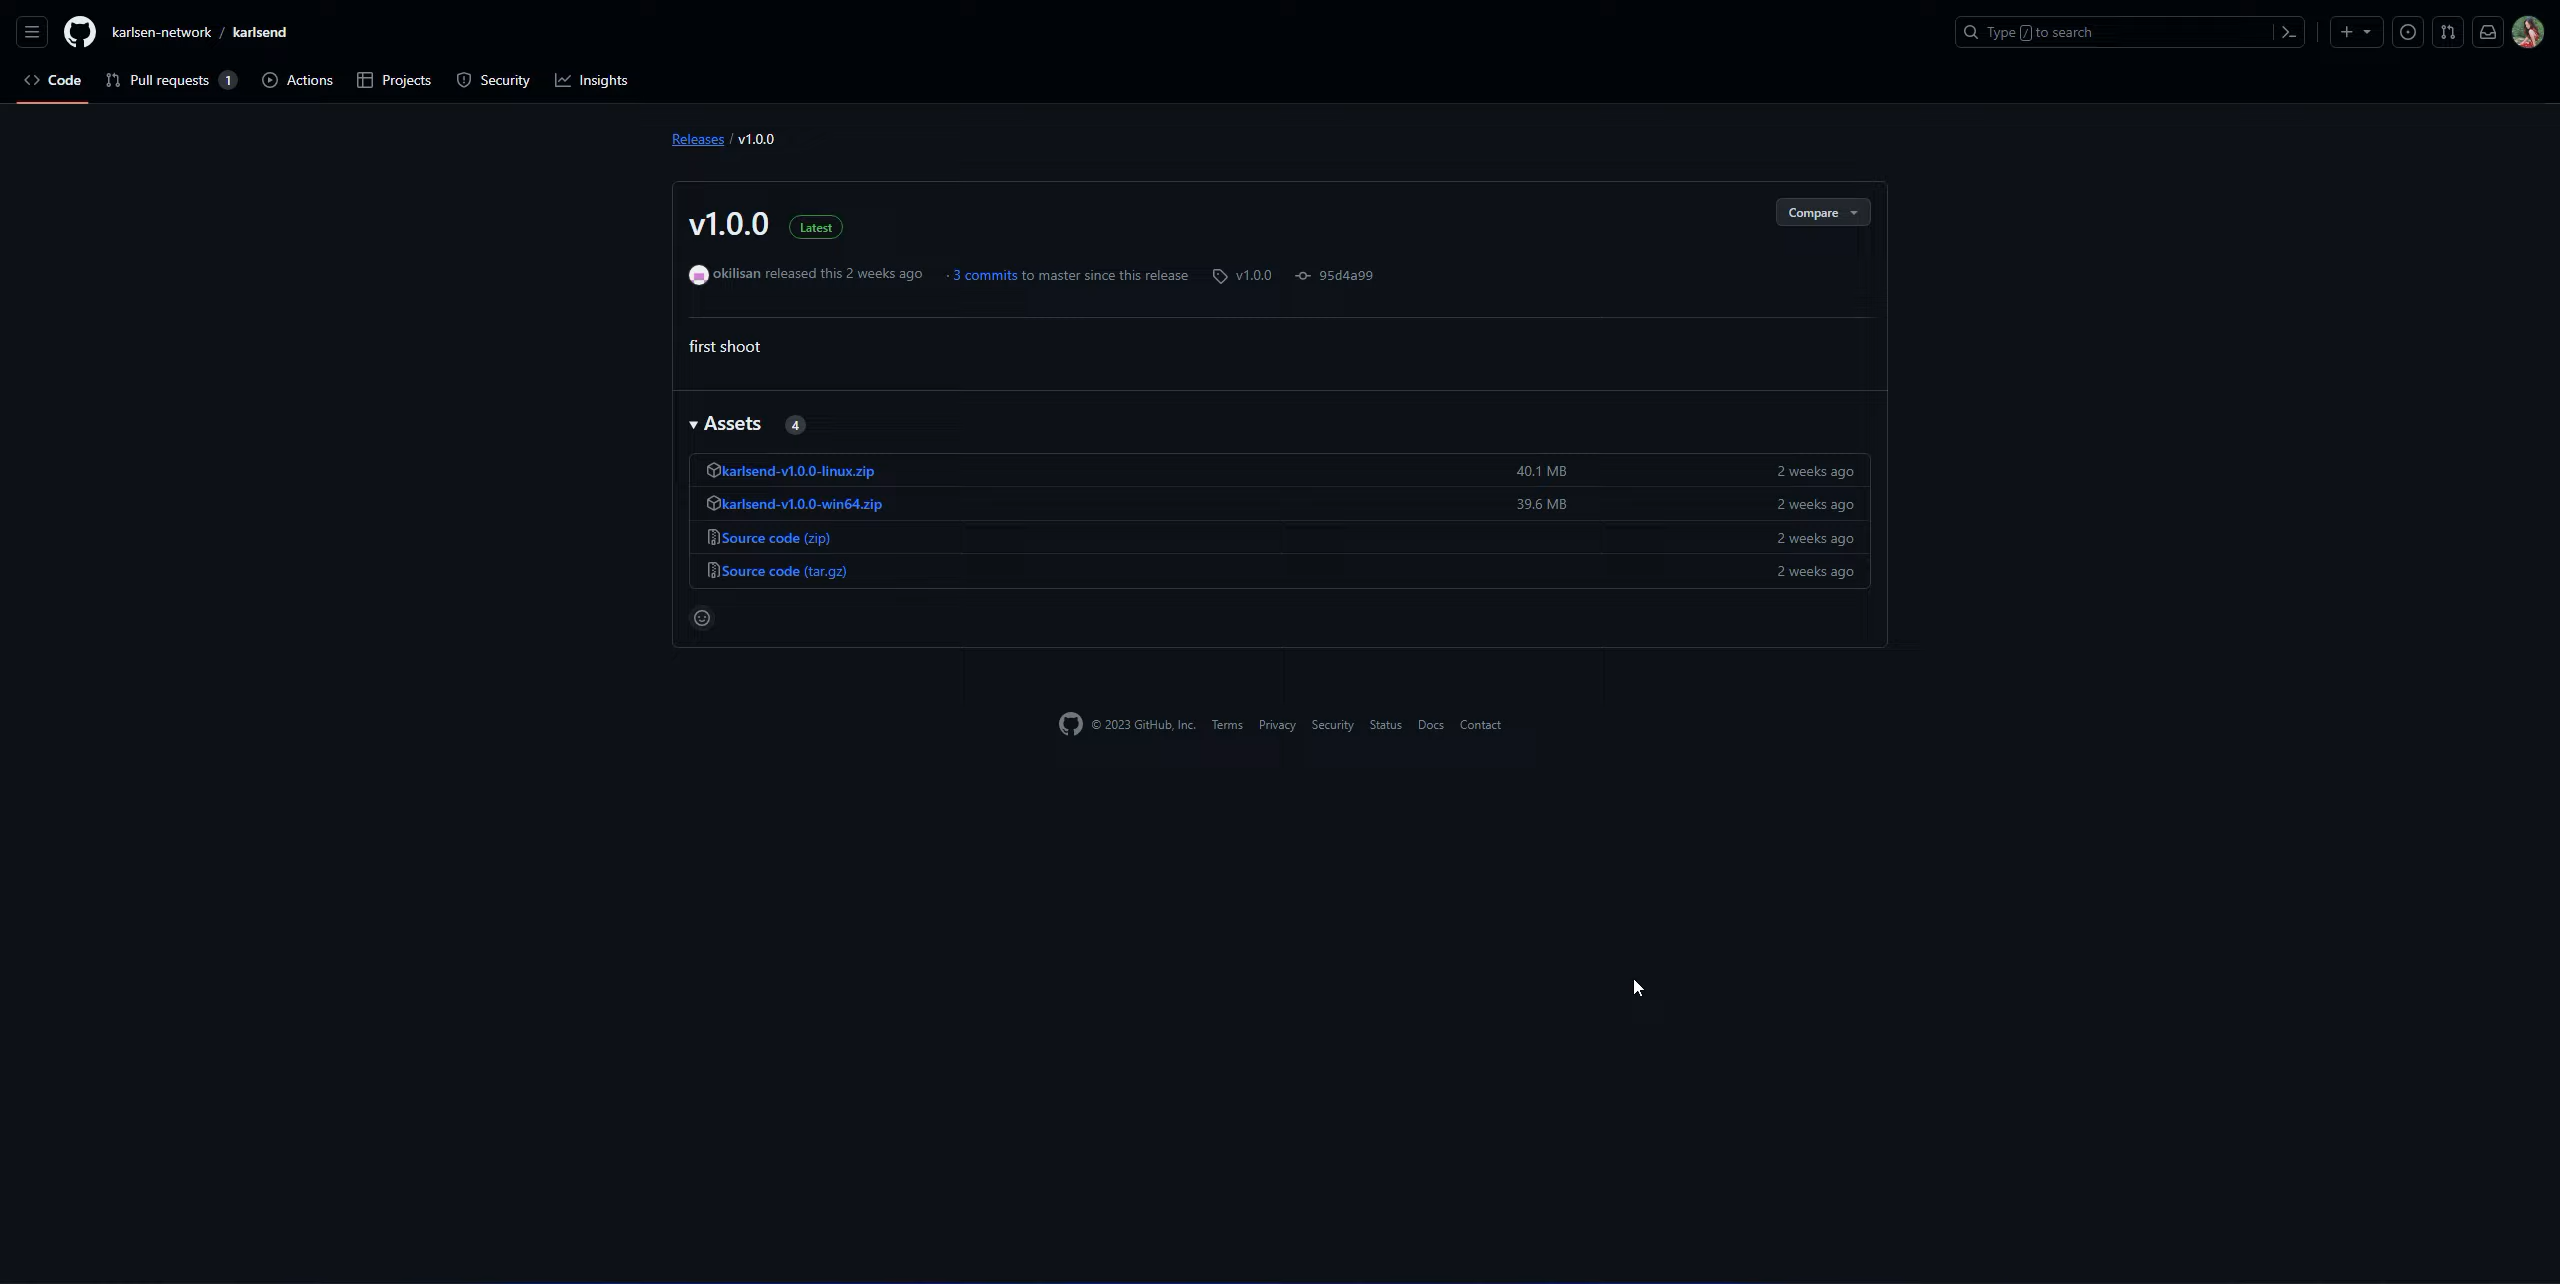 karlsen-network / karlsend
Type / to search
Code Pull requests 1 Actions Projects Security Insights
Releases / v1.0.0
v1.0.0 Latest
Compare
okilisan released this 2 weeks ago · 3 commits to master since this release v1.0.0 95d4a99
first shoot
Assets 4
karlsend-v1.0.0-linux.zip 40.1 MB 2 weeks ago
karlsend-v1.0.0-win64.zip 39.6 MB 2 weeks ago
Source code (zip) 2 weeks ago
Source code (tar.gz) 2 weeks ago
© 2023 GitHub, Inc. Terms Privacy Security Status Docs Contact